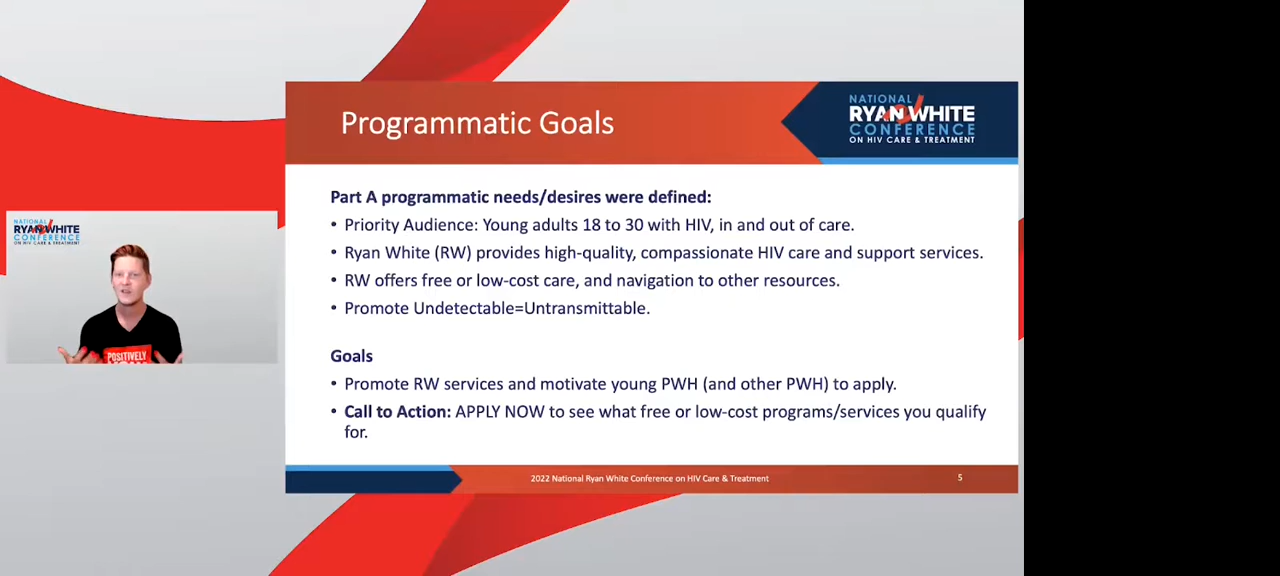 Programmatic Goals
NATIONAL
RYAN WHITE
CONFERENCE
ON HIV CARE & TREATMENT
Part A programmatic needs/desires were defined:
• Priority Audience: Young adults 18 to 30 with HIV, in and out of care.
• Ryan White (RW) provides high-quality, compassionate HIV care and support services.
• RW offers free or low-cost care, and navigation to other resources.
• Promote Undetectable=Untransmittable.
Goals
• Promote RW services and motivate young PWH (and other PWH) to apply.
• Call to Action: APPLY NOW to see what free or low-cost programs/services you qualify
for.
2022 National Ryan White Conference on HIV Care & Treatment
5
NATIONAL
RYAN WHITE
CONFERENCE
ON HIV CARE & TREATMENT
POSITIVELY